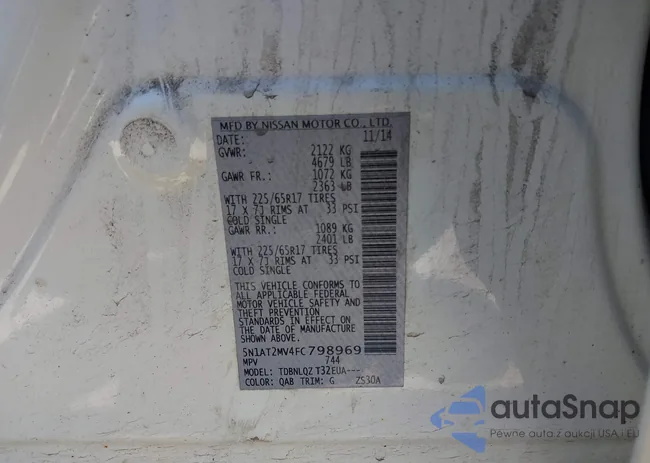 MFD BY NISSAN MOTOR CO., LTD.
DATE: 11/14
GVWR: 2122 KG
4679 LB
GAWR FR.: 1072 KG
2363 LB
WITH 225/65R17 TIRES
17 X 7J RIMS AT 33 PSI
COLD SINGLE
GAWR RR.: 1089 KG
2401 LB
WITH 225/65R17 TIRES
17 X 7J RIMS AT 33 PSI
COLD SINGLE
THIS VEHICLE CONFORMS TO
ALL APPLICABLE FEDERAL
MOTOR VEHICLE SAFETY AND
THEFT PREVENTION
STANDARDS IN EFFECT ON
THE DATE OF MANUFACTURE
SHOWN ABOVE.
5N1AT2MV4FC798969
MPV 744
MODEL: TDBNLQZ T32EUA---
COLOR: QAB TRIM: G ZS30A
autaSnap
Pewne auta z aukcji USA i EU